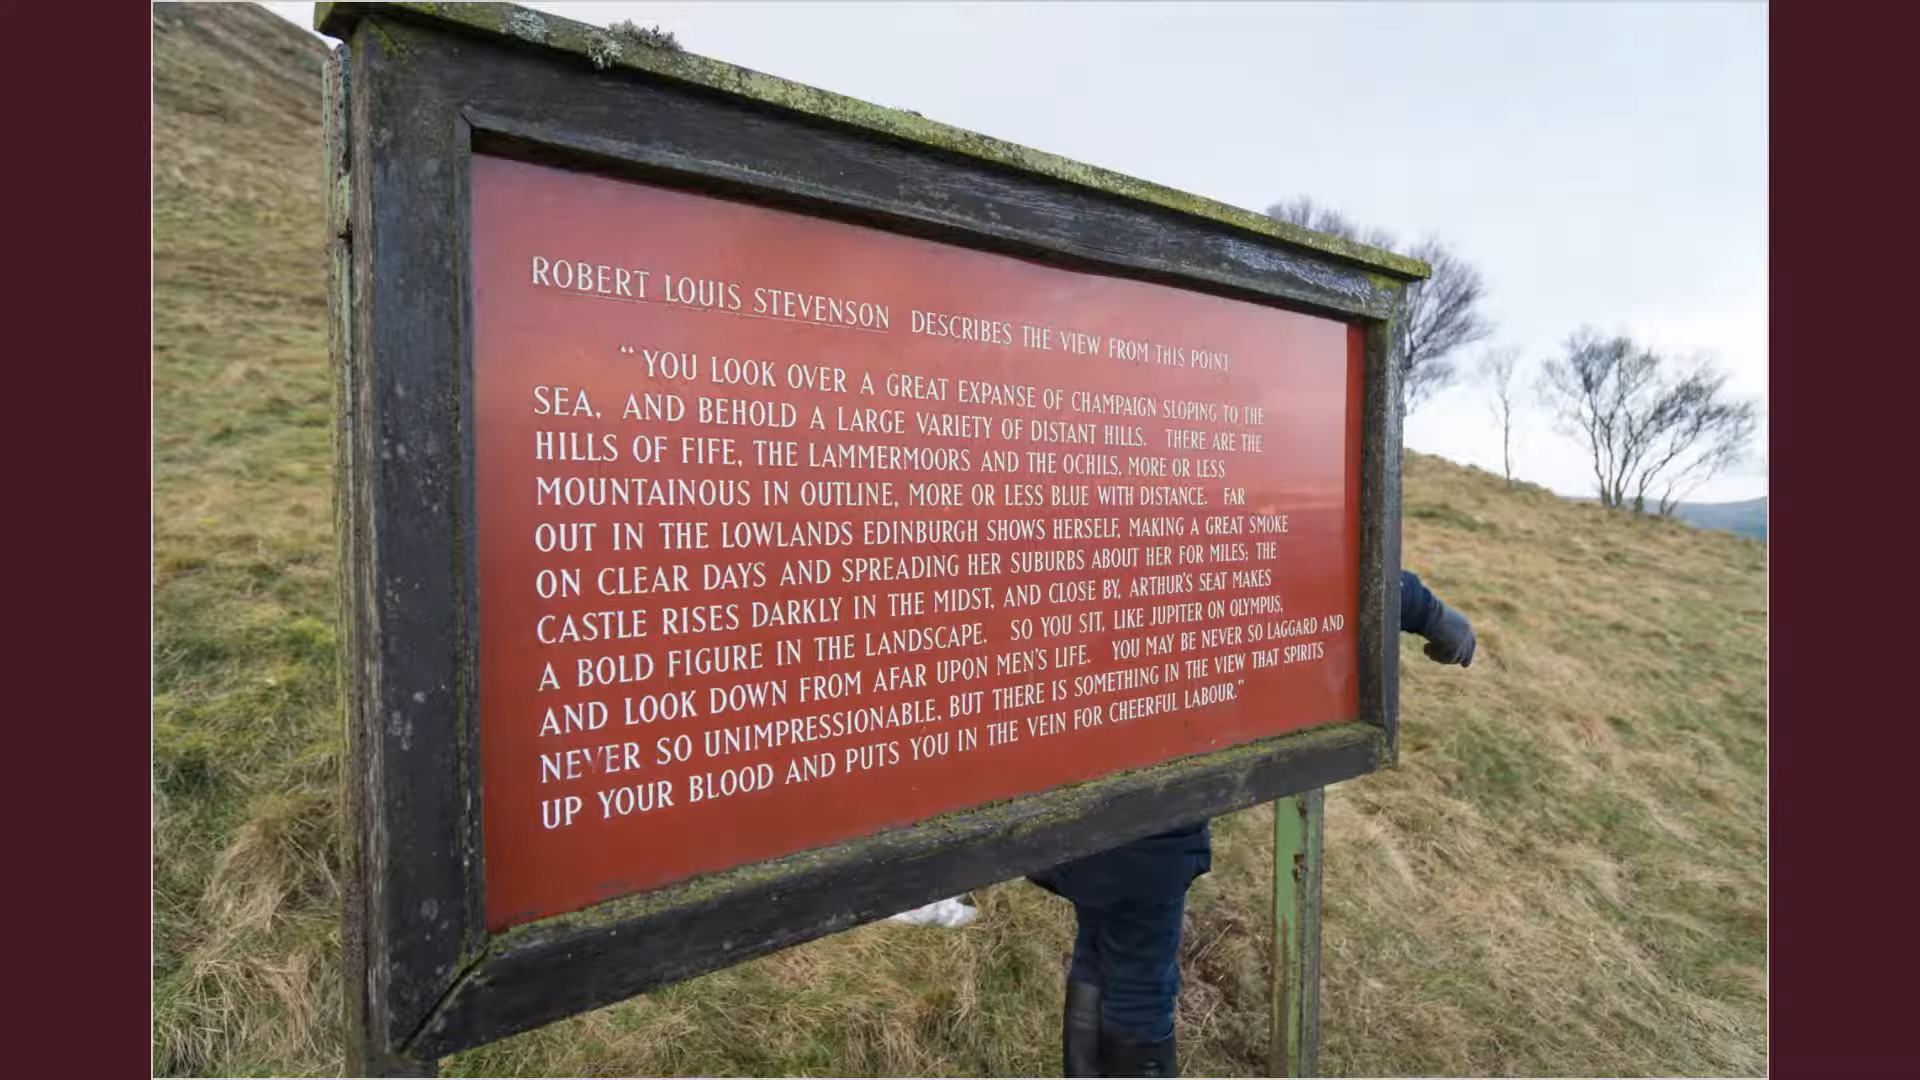 ROBERT LOUIS STEVENSON DESCRIBES THE VIEW FROM THIS POINT
"YOU LOOK OVER A GREAT EXPANSE OF CHAMPAIGN SLOPING TO THE
SEA, AND BEHOLD A LARGE VARIETY OF DISTANT HILLS. THERE ARE THE
HILLS OF FIFE, THE LAMMERMOORS AND THE OCHILS, MORE OR LESS
MOUNTAINOUS IN OUTLINE, MORE OR LESS BLUE WITH DISTANCE. FAR
OUT IN THE LOWLANDS EDINBURGH SHOWS HERSELF, MAKING A GREAT SMOKE
ON CLEAR DAYS AND SPREADING HER SUBURBS ABOUT HER FOR MILES; THE
CASTLE RISES DARKLY IN THE MIDST, AND CLOSE BY, ARTHUR'S SEAT MAKES
A BOLD FIGURE IN THE LANDSCAPE. SO YOU SIT, LIKE JUPITER ON OLYMPUS,
AND LOOK DOWN FROM AFAR UPON MEN'S LIFE. YOU MAY BE NEVER SO LAGGARD AND
NEVER SO UNIMPRESSIONABLE, BUT THERE IS SOMETHING IN THE VIEW THAT SPIRITS
UP YOUR BLOOD AND PUTS YOU IN THE VEIN FOR CHEERFUL LABOUR."